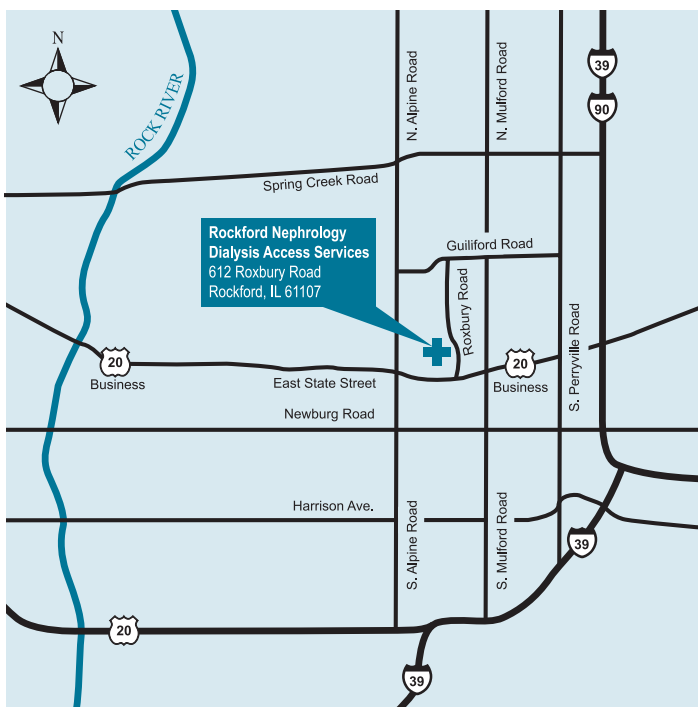 N
ROCK RIVER
N. Alpine Road
N. Mulford Road
39
90
Spring Creek Road
Rockford Nephrology
Dialysis Access Services
612 Roxbury Road
Rockford, IL 61107
Guiliford Road
Roxbury Road
S. Perryville Road
20
Business
East State Street
20
Business
Newburg Road
Harrison Ave.
S. Alpine Road
S. Mulford Road
39
20
39